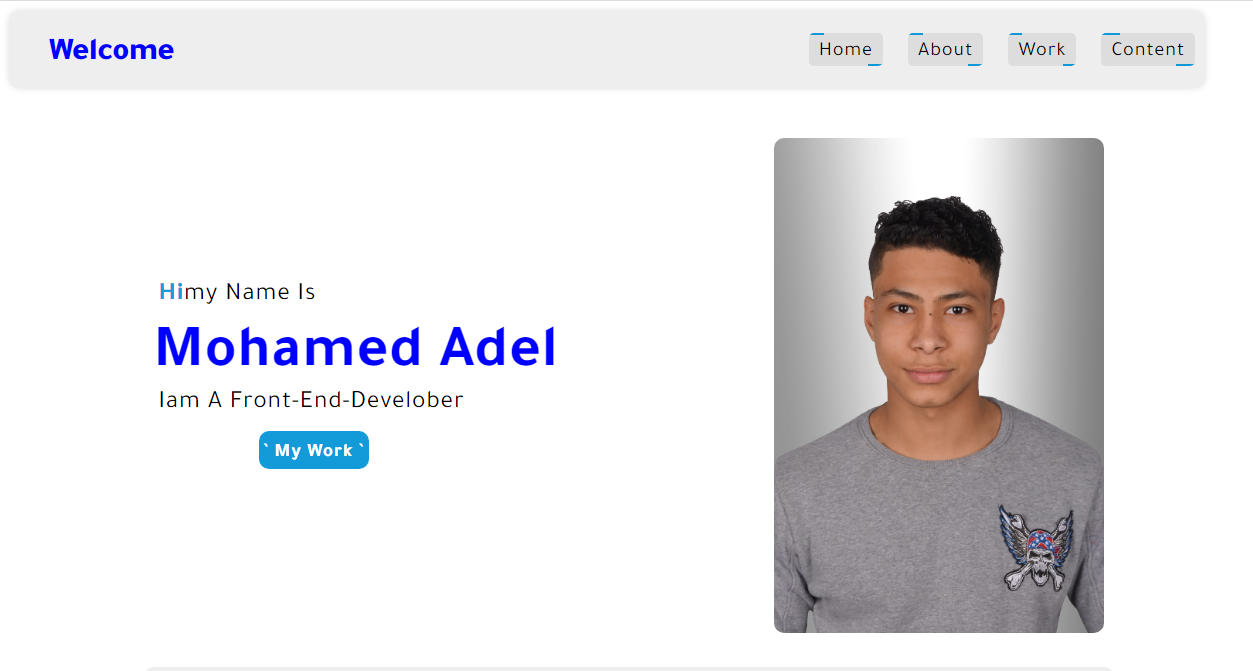 Welcome
Home About Work Content
Himy Name Is
Mohamed Adel
Iam A Front-End-Develober
` My Work `